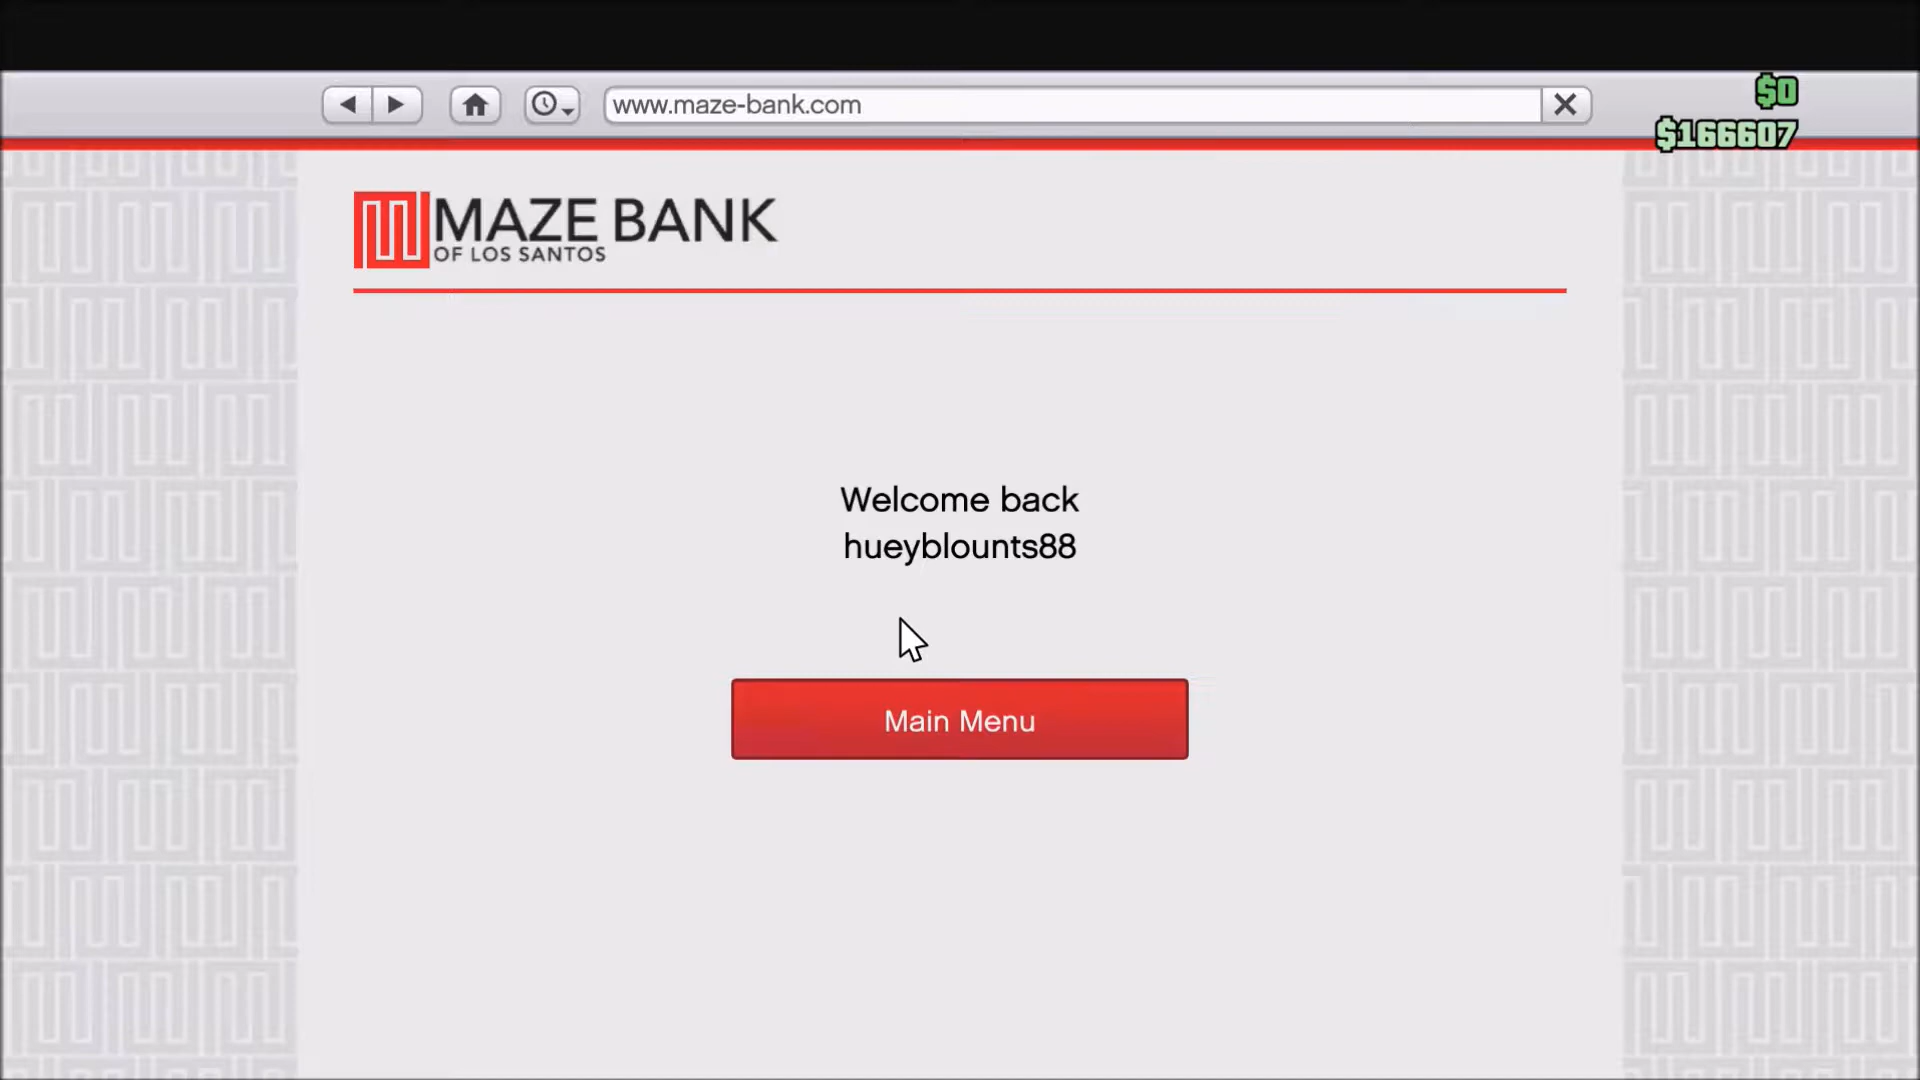 www.maze-bank.com
$0
$166607
MAZE BANK
OF LOS SANTOS
Welcome back
hueyblounts88
Main Menu